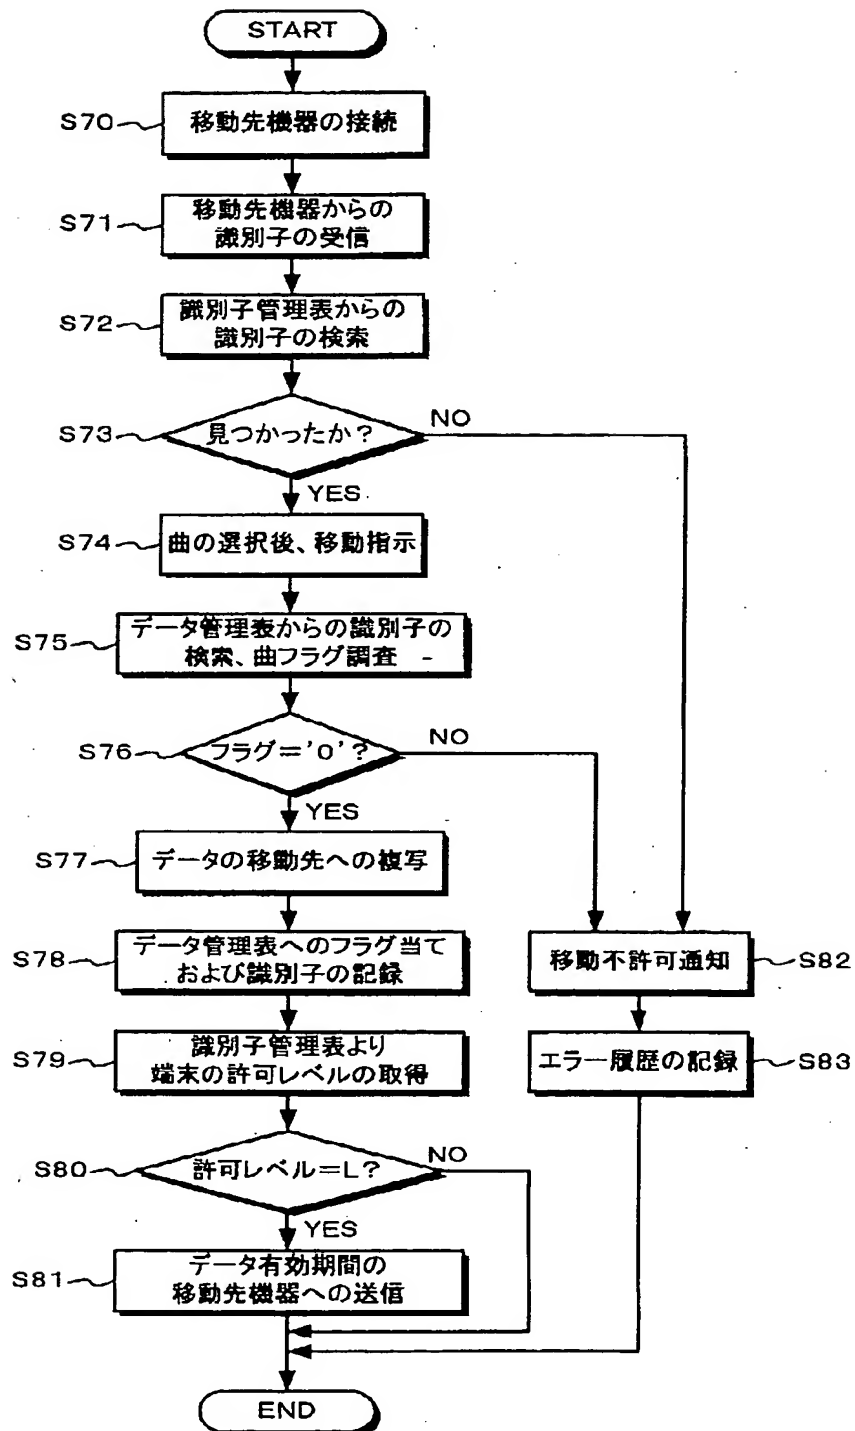 START
S70
移動先機器の接続
S71
移動先機器からの
識別子の受信
S72
識別子管理表からの
識別子の検索
S73
見つかったか？
NO
YES
S74
曲の選択後、移動指示
S75
データ管理表からの識別子の
検索、曲フラグ調査
S76
フラグ＝'0'？
NO
YES
S77
データの移動先への複写
S78
データ管理表へのフラグ当て
および識別子の記録
移動不許可通知
S82
S79
識別子管理表より
端末の許可レベルの取得
エラー履歴の記録
S83
S80
許可レベル＝L？
NO
YES
S81
データ有効期間の
移動先機器への送信
END